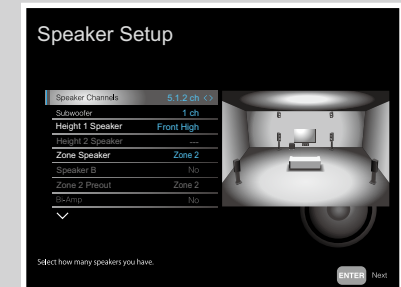 Speaker Setup
Speaker Channels 5.1.2 ch <>
Subwoofer 1 ch
Height 1 Speaker Front High
Height 2 Speaker ---
Zone Speaker Zone 2
Speaker B No
Zone 2 Preout Zone 2
Bi-Amp No
Select how many speakers you have.
ENTER Next